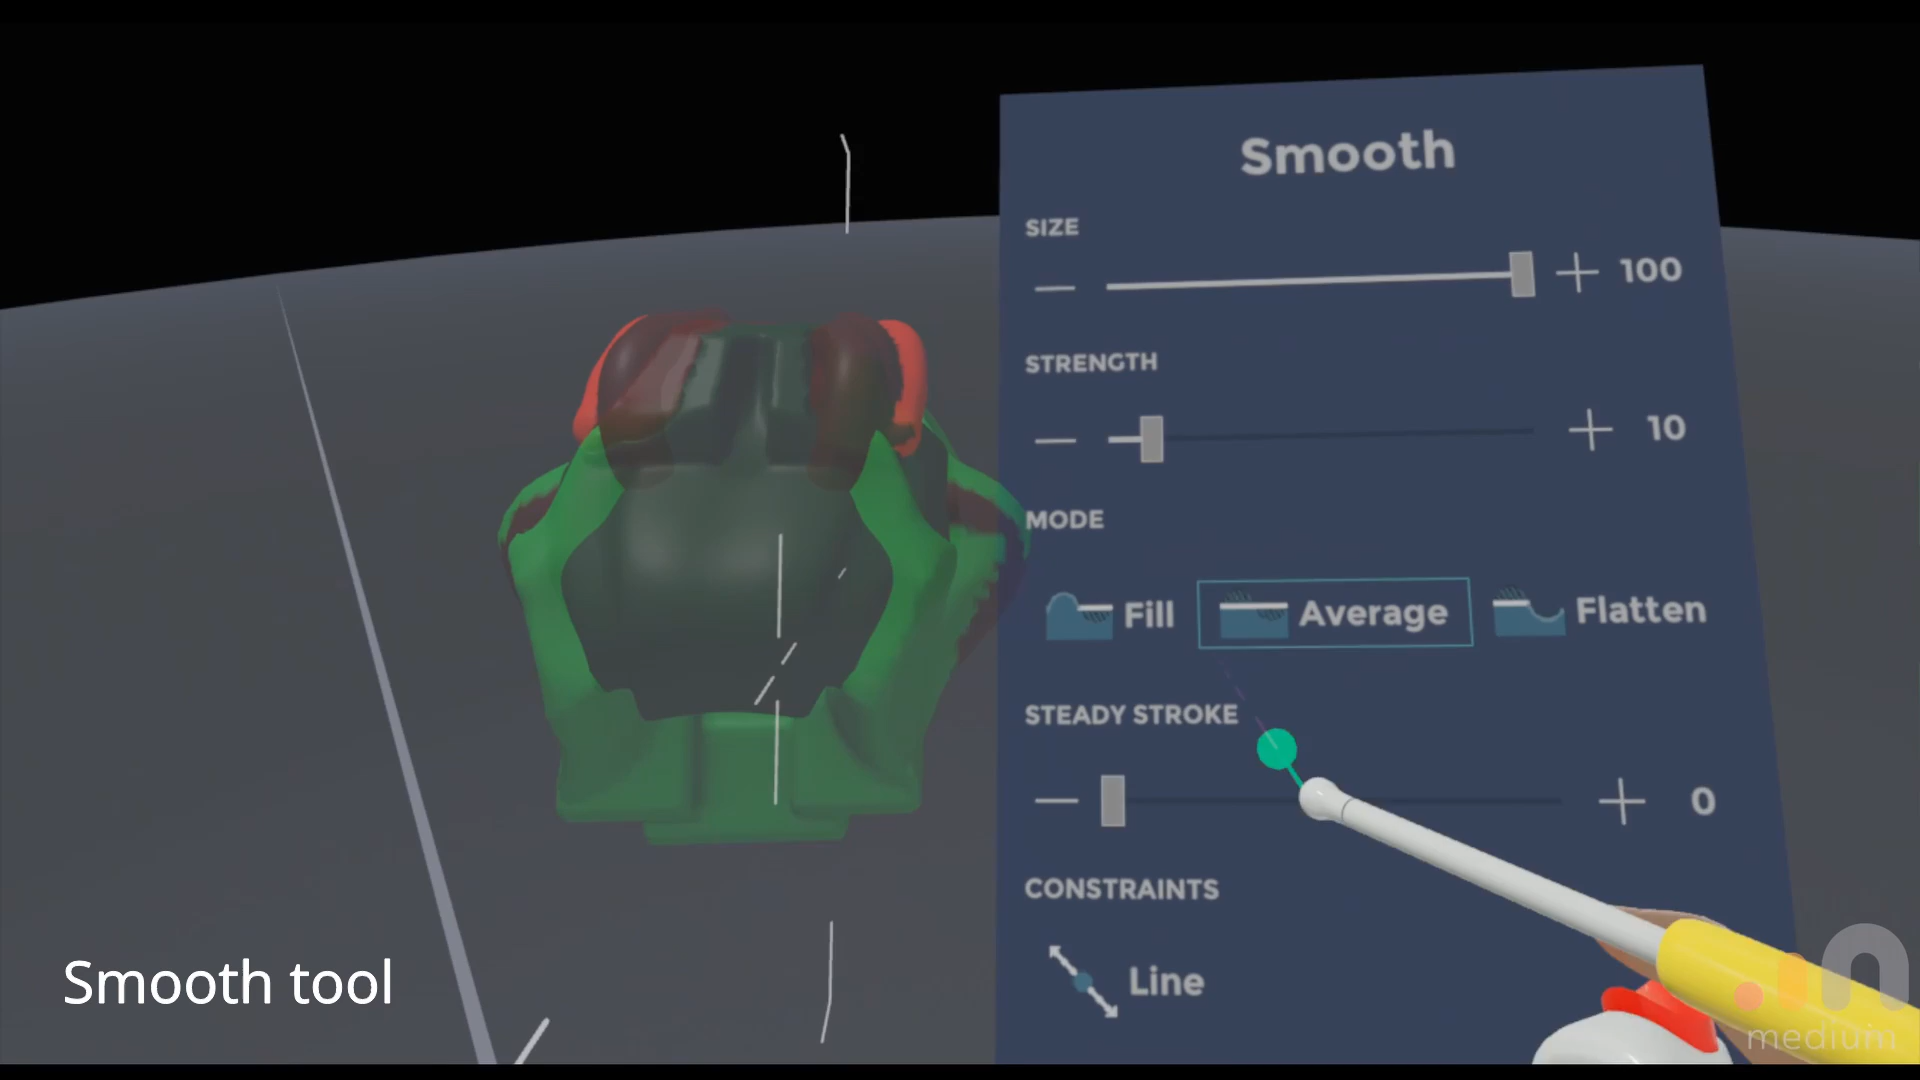 Smooth
SIZE
100
STRENGTH
10
MODE
Fill
Average
Flatten
STEADY STROKE
0
CONSTRAINTS
Line
Smooth tool
medium